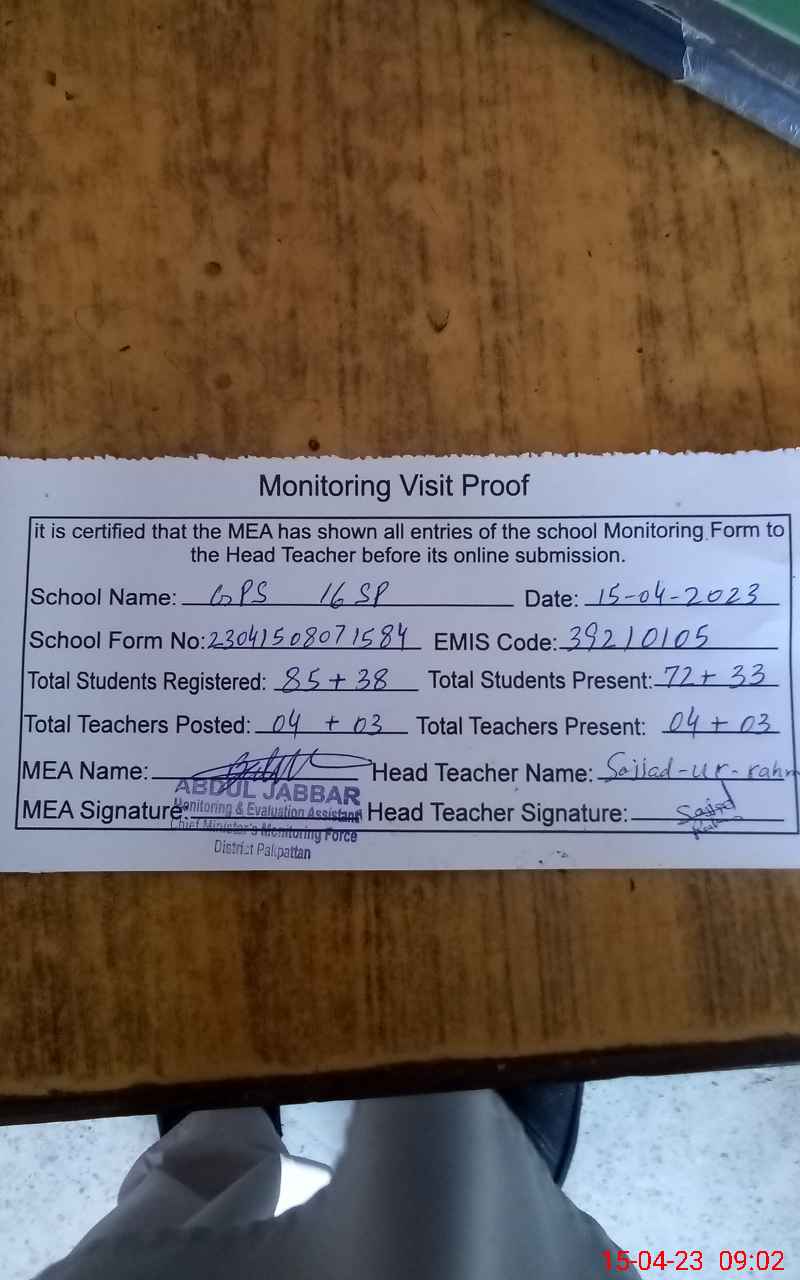 Monitoring Visit Proof
it is certified that the MEA has shown all entries of the school Monitoring Form to
the Head Teacher before its online submission.
School Name: GPS 16 SP Date: 15-04-2023
School Form No: 23041508071584 EMIS Code: 39210105
Total Students Registered: 85 + 38 Total Students Present: 72 + 33
Total Teachers Posted: 04 + 03 Total Teachers Present: 04 + 03
MEA Name: Head Teacher Name: Sajjad-ur-rahm
ABDUL JABBAR
MEA Signature: Monitoring & Evaluation Assistant Head Teacher Signature: Sajjad
Chief Minister's Monitoring Force
District Pakpattan
15-04-23 09:02